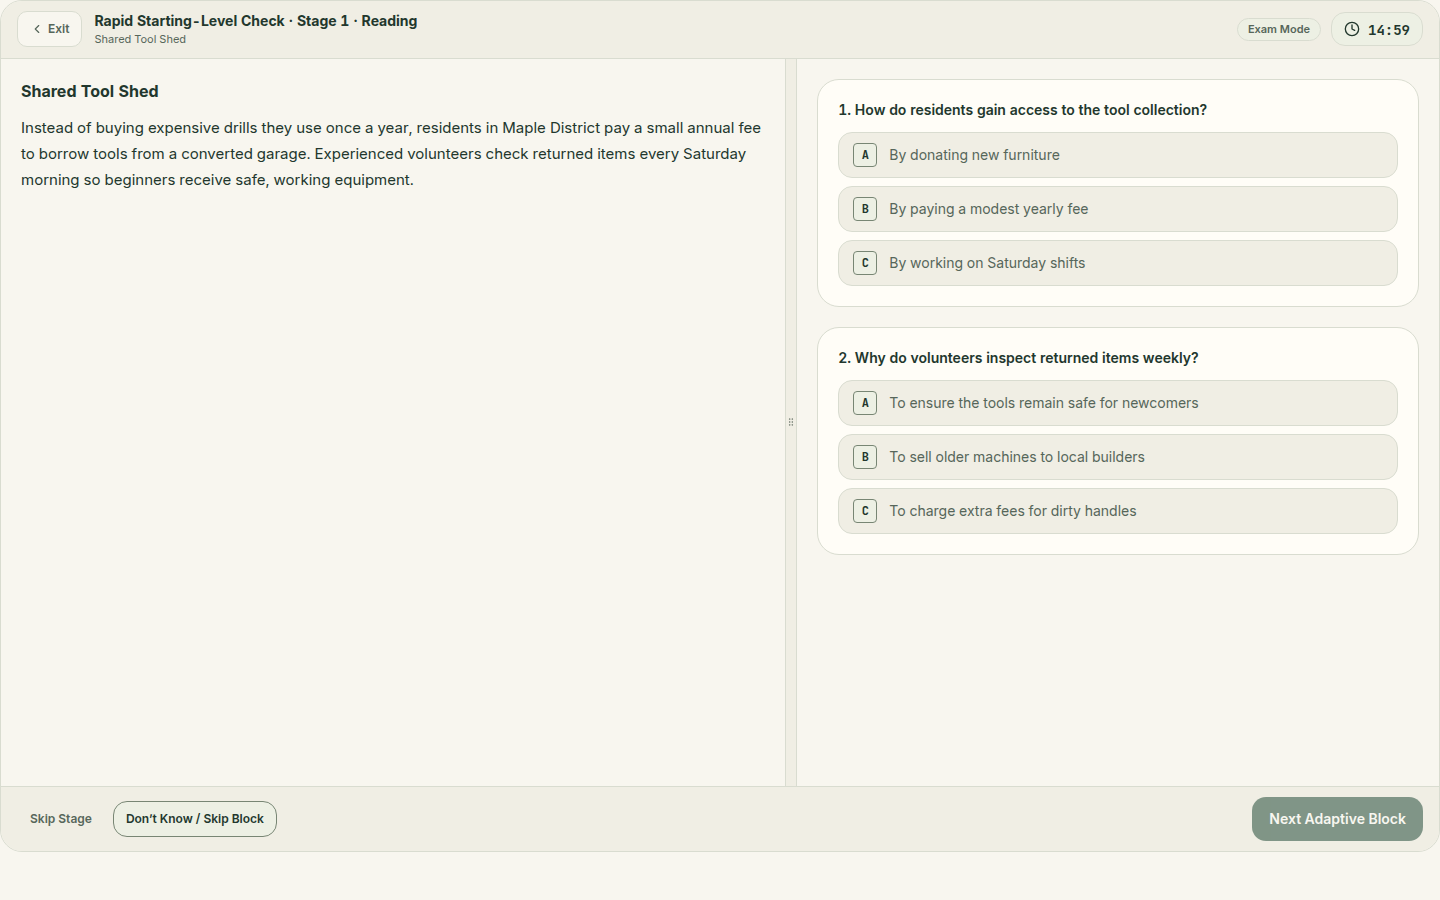 Exit
Rapid Starting-Level Check · Stage 1 · Reading
Shared Tool Shed
Exam Mode
14:59
Shared Tool Shed
Instead of buying expensive drills they use once a year, residents in Maple District pay a small annual fee
to borrow tools from a converted garage. Experienced volunteers check returned items every Saturday
morning so beginners receive safe, working equipment.
1. How do residents gain access to the tool collection?
A By donating new furniture
B By paying a modest yearly fee
C By working on Saturday shifts
2. Why do volunteers inspect returned items weekly?
A To ensure the tools remain safe for newcomers
B To sell older machines to local builders
C To charge extra fees for dirty handles
Skip Stage
Don't Know / Skip Block
Next Adaptive Block